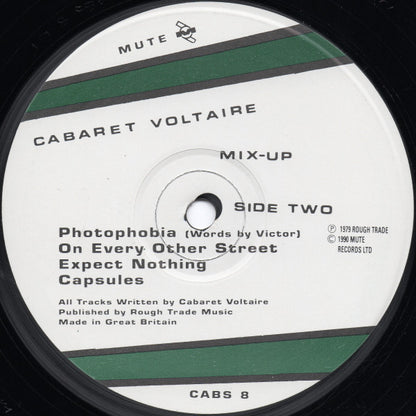 MUTE
CABARET VOLTAIRE
MIX-UP
SIDE TWO
Photophobia (Words by Victor)
On Every Other Street
Expect Nothing
Capsules
Ⓟ 1979 ROUGH TRADE
© 1990 MUTE
RECORDS LTD
All Tracks Written by Cabaret Voltaire
Published by Rough Trade Music
Made in Great Britain
CABS 8